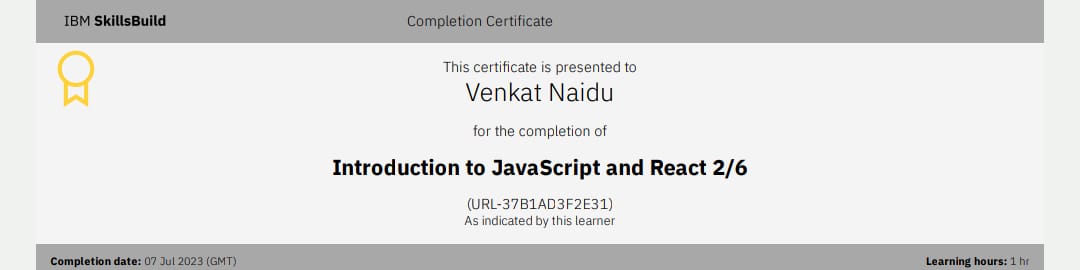 IBM SkillsBuild
Completion Certificate
This certificate is presented to
Venkat Naidu
for the completion of
Introduction to JavaScript and React 2/6
(URL-37B1AD3F2E31)
As indicated by this learner
Completion date: 07 Jul 2023 (GMT)
Learning hours: 1 hr